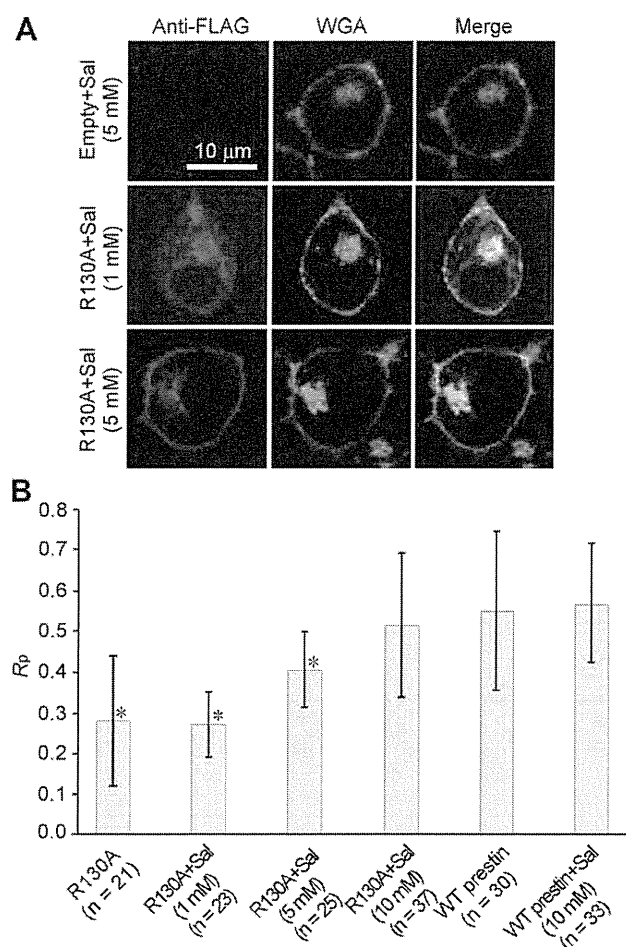 A
Anti-FLAG WGA Merge
Empty+Sal
(5 mM)
10 μm
R130A+Sal
(1 mM)
R130A+Sal
(5 mM)
B
0.8
0.7
0.6
0.5
0.4
0.3
0.2
0.1
0.0
Rp
*
*
*
R130A
(n = 21)
R130A+Sal
(1 mM)
(n = 23)
R130A+Sal
(5 mM)
(n = 25)
R130A+Sal
(10 mM)
(n = 37)
WT prestin
(n = 30)
WT prestin+Sal
(10 mM)
(n = 33)